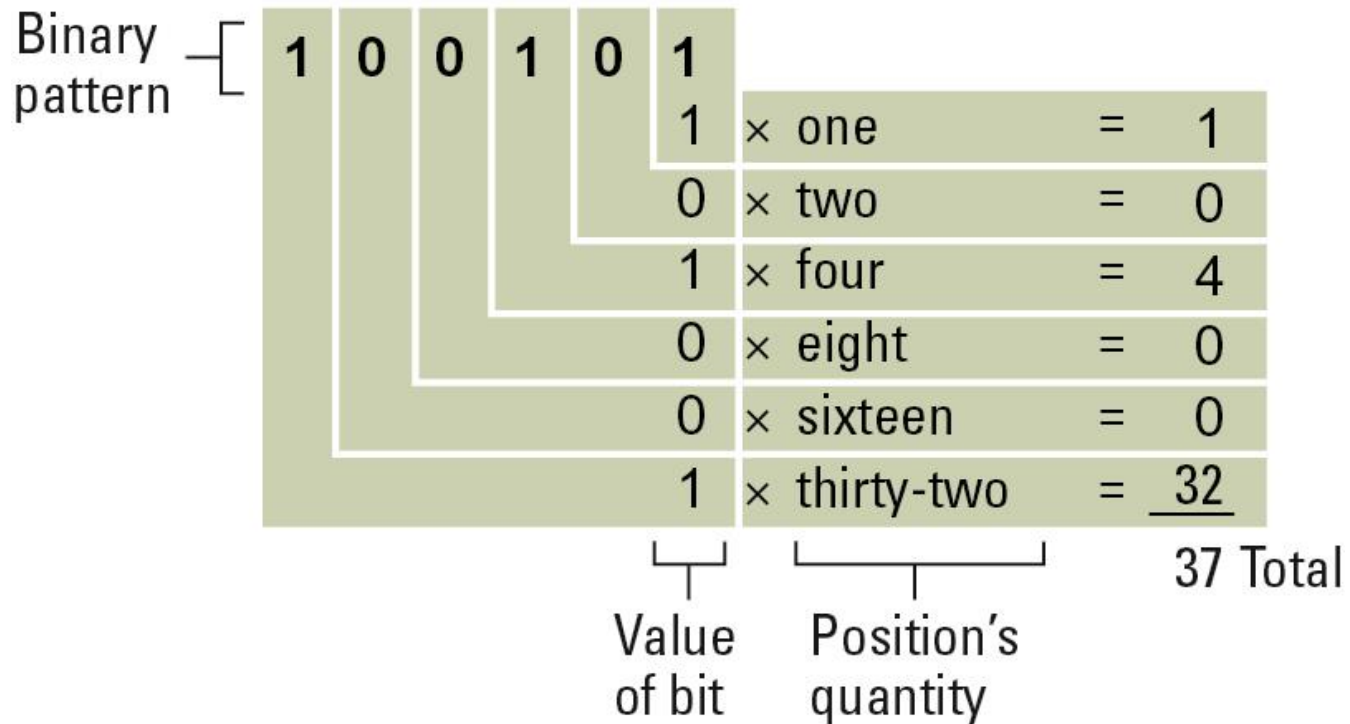 Binary
pattern
1 0 0 1 0 1
1 × one = 1
0 × two = 0
1 × four = 4
0 × eight = 0
0 × sixteen = 0
1 × thirty-two = 32
37 Total
Value
of bit
Position’s
quantity